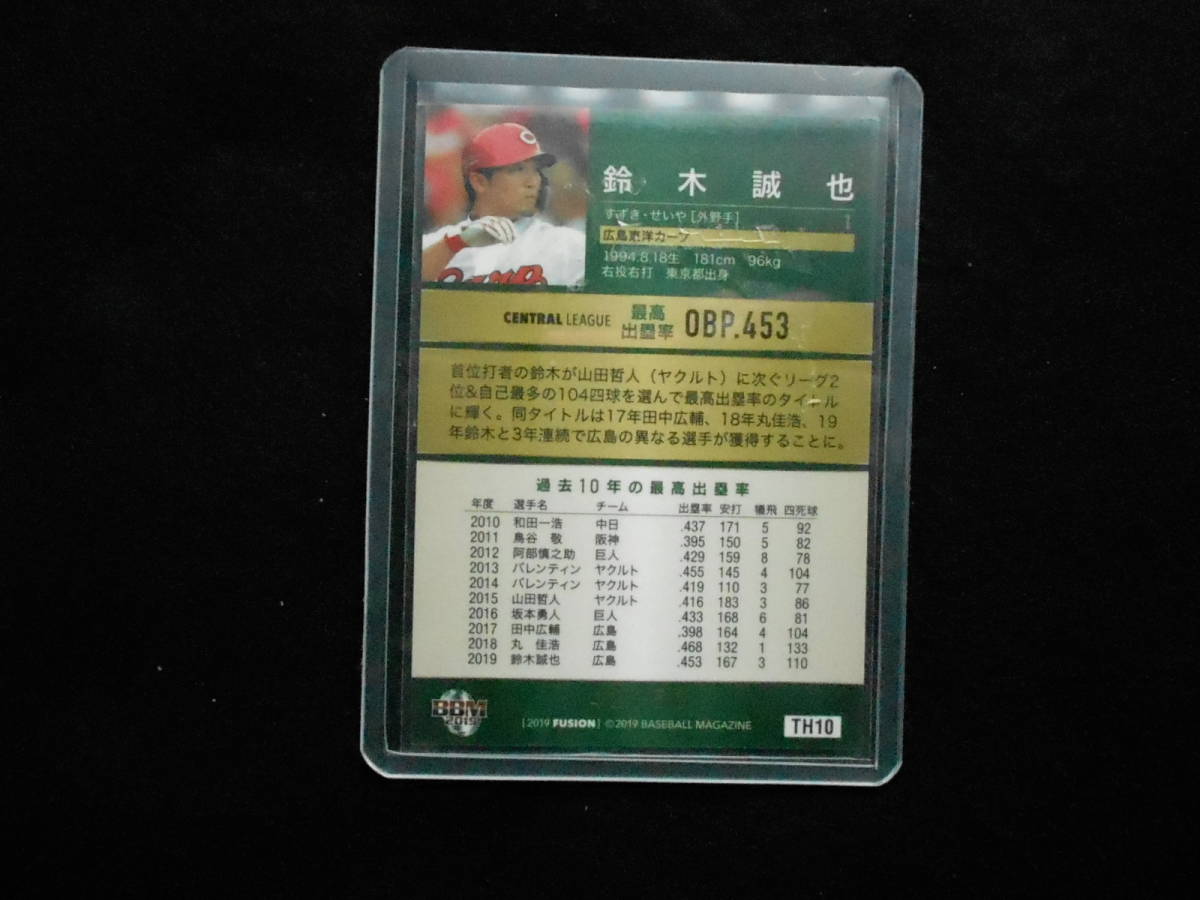 鈴木誠也
すずき・せいや [外野手]
広島東洋カープ
1994.8.18生 181cm 96kg
右投右打 東京都出身
CENTRAL LEAGUE 最高出塁率 OBP.453
首位打者の鈴木が山田哲人（ヤクルト）に次ぐリーグ2
位&自己最多の104四球を選んで最高出塁率のタイトル
に輝く。同タイトルは17年田中広輔、18年丸佳浩、19
年鈴木と3年連続で広島の異なる選手が獲得することに。
過去10年の最高出塁率
年度 選手名 チーム 出塁率 安打 犠飛 四死球
2010 和田一浩 中日 .437 171 5 92
2011 鳥谷 敬 阪神 .395 150 5 82
2012 阿部慎之助 巨人 .429 159 8 78
2013 バレンティン ヤクルト .455 145 4 104
2014 バレンティン ヤクルト .419 110 3 77
2015 山田哲人 ヤクルト .416 183 3 86
2016 坂本勇人 巨人 .433 168 6 81
2017 田中広輔 広島 .398 164 4 104
2018 丸 佳浩 広島 .468 132 1 133
2019 鈴木誠也 広島 .453 167 3 110
BBM
2019
[2019 FUSION] ©2019 BASEBALL MAGAZINE
TH10